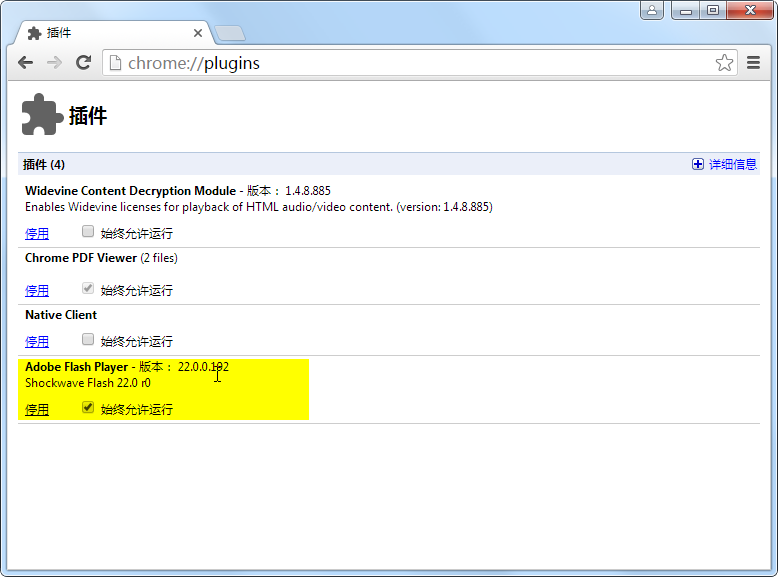 插件
chrome://plugins
插件
插件 (4)
详细信息
Widevine Content Decryption Module - 版本： 1.4.8.885
Enables Widevine licenses for playback of HTML audio/video content. (version: 1.4.8.885)
停用 始终允许运行
Chrome PDF Viewer (2 files)
停用 始终允许运行
Native Client
停用 始终允许运行
Adobe Flash Player - 版本： 22.0.0.192
Shockwave Flash 22.0 r0
停用 始终允许运行